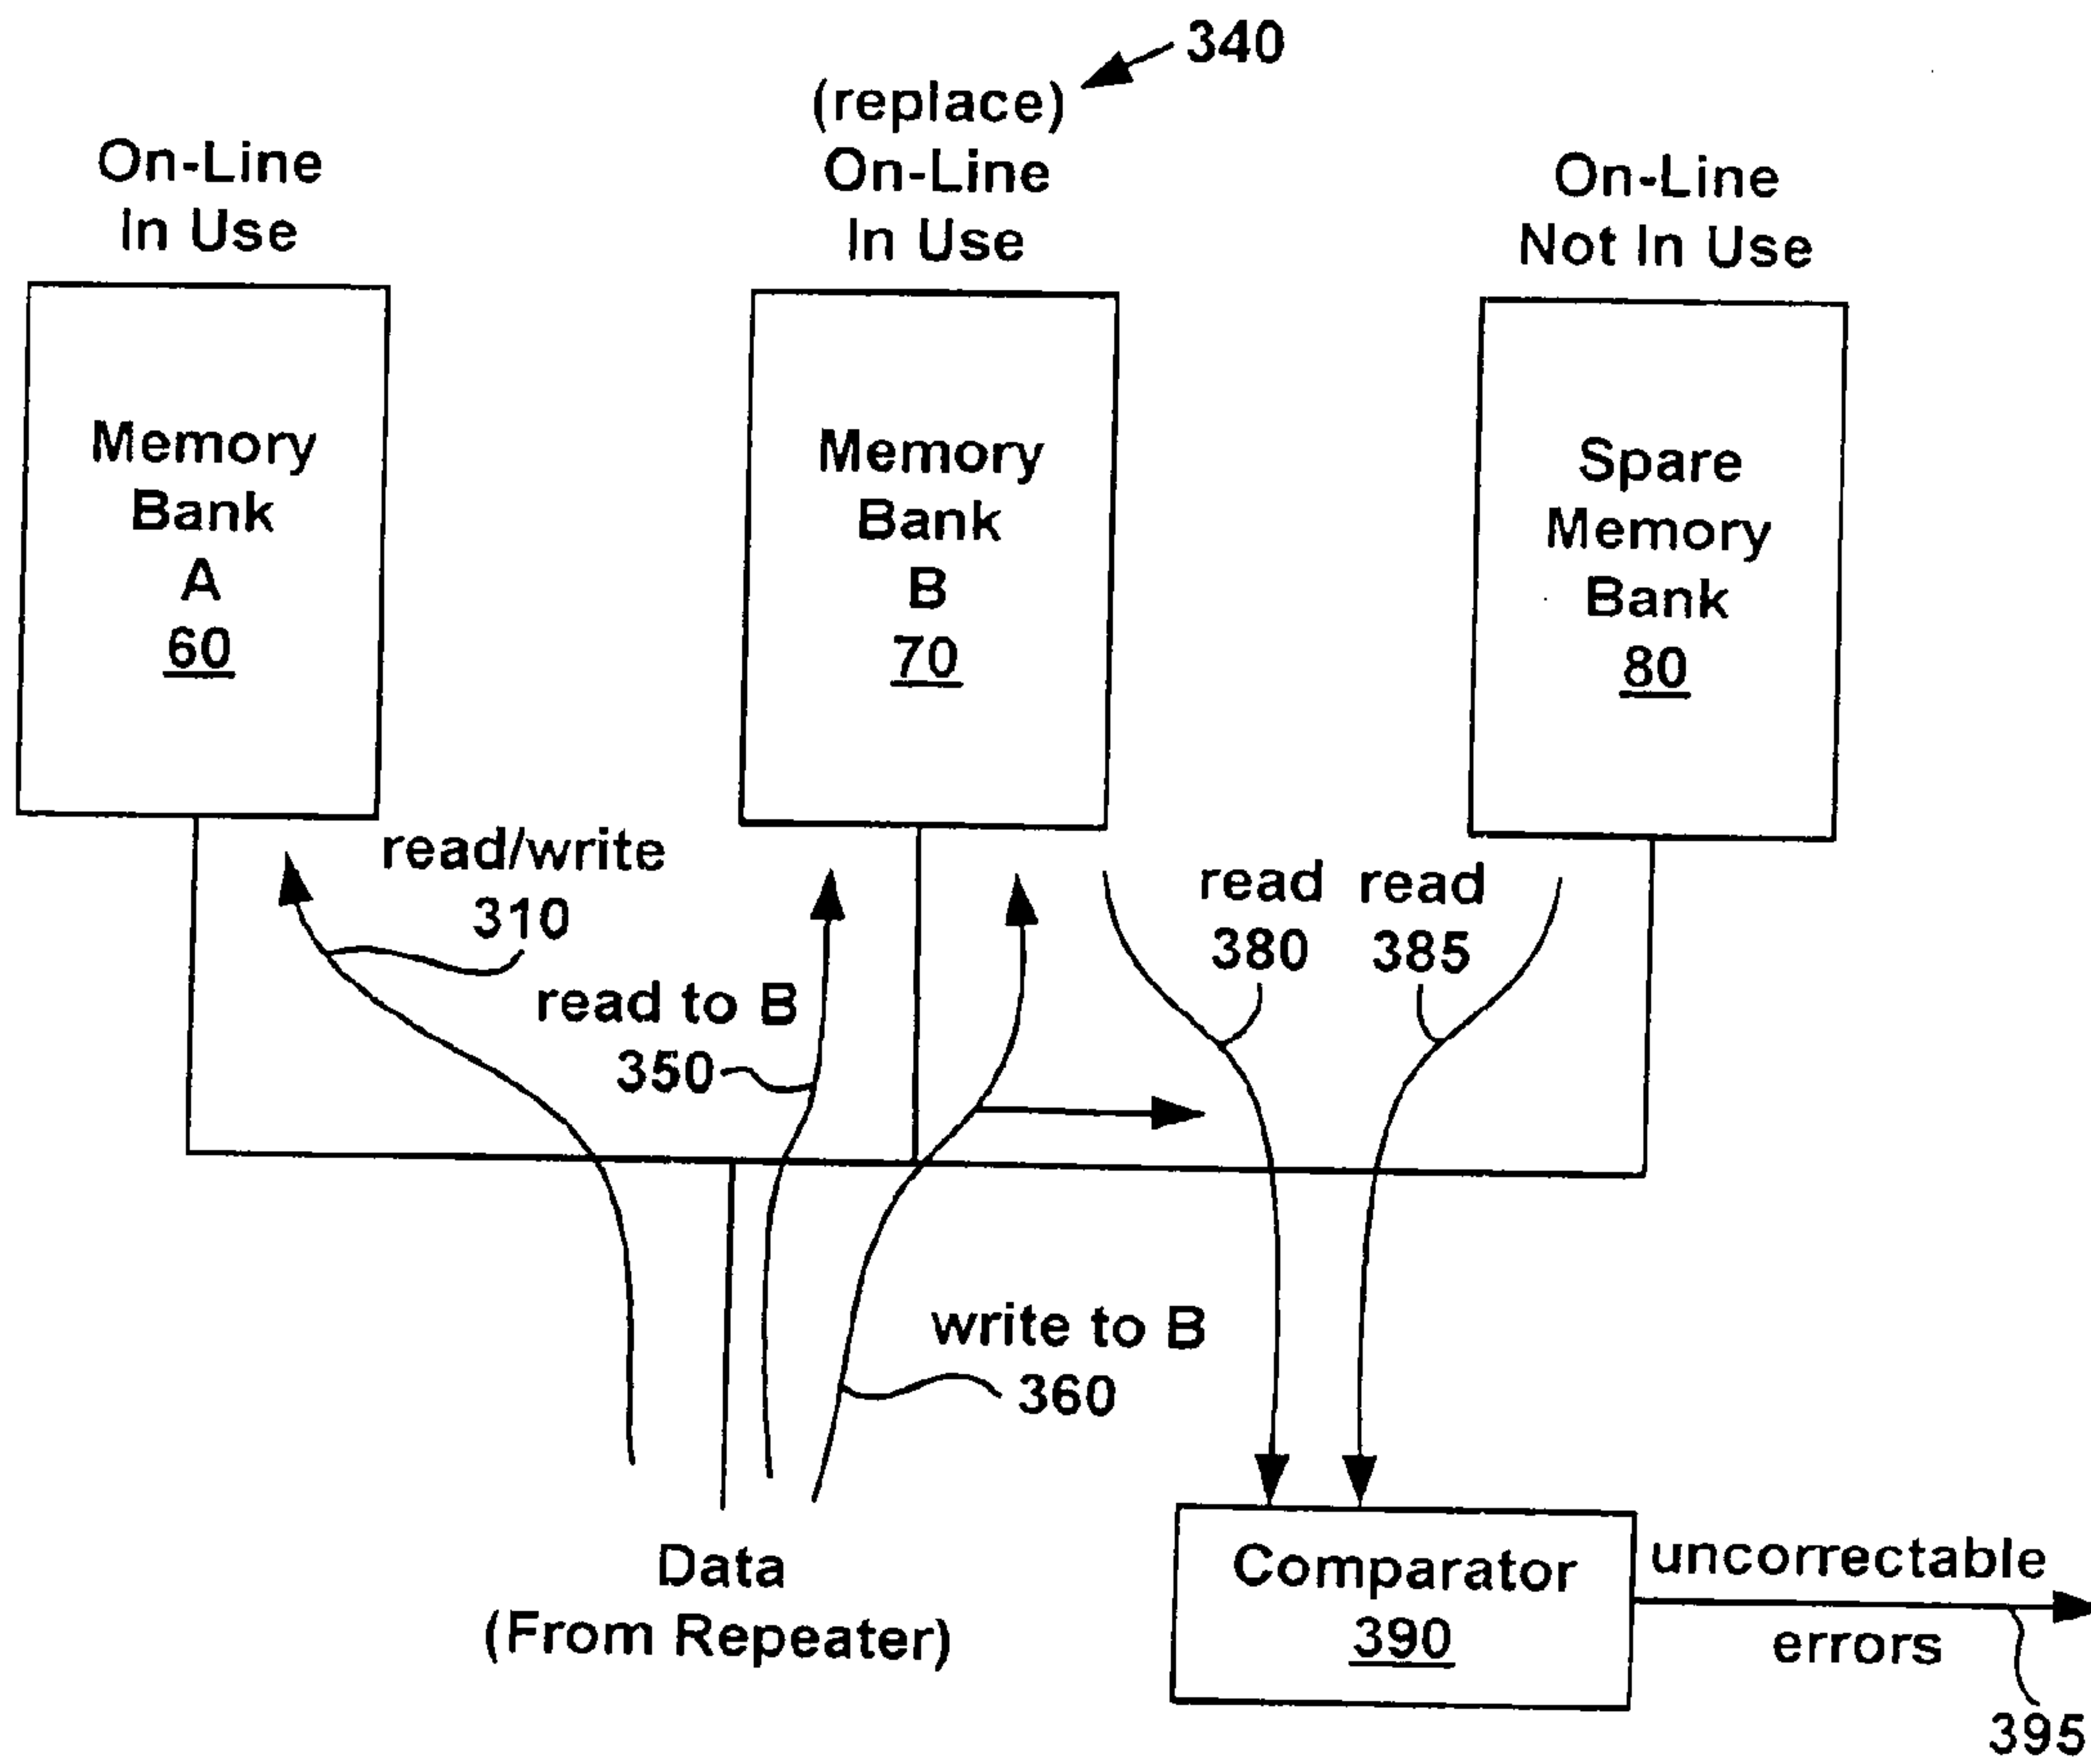 340
(replace)
On-Line
In Use
On-Line
In Use
On-Line
Not In Use
Memory
Bank
A
60
Memory
Bank
B
70
Spare
Memory
Bank
80
read/write
310
read to B
350
read
380
read
385
write to B
360
Data
(From Repeater)
Comparator
390
uncorrectable
errors
395